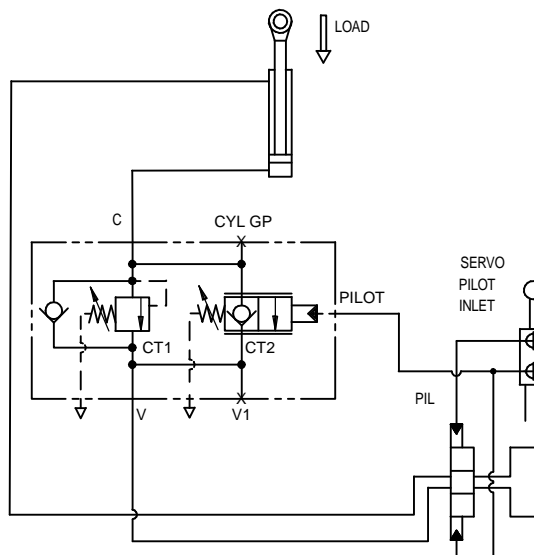 LOAD
C
CYL GP
SERVO
PILOT
INLET
PILOT
CT1
CT2
PIL
V
V1